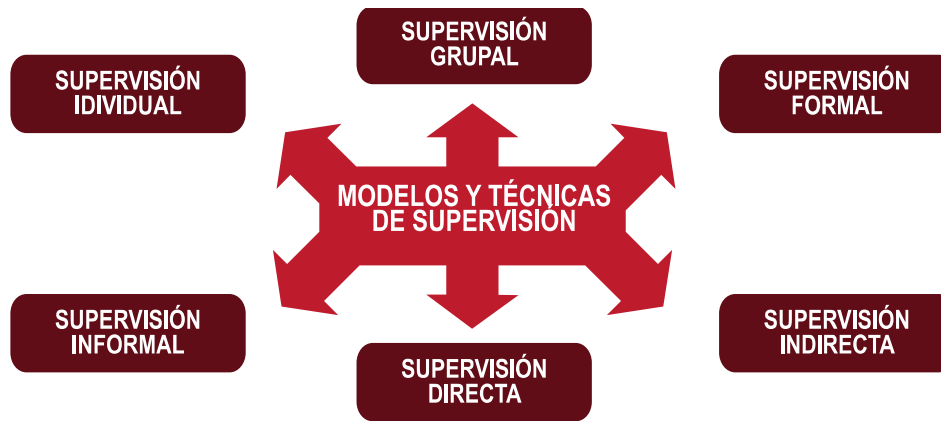 SUPERVISIÓN
GRUPAL
SUPERVISIÓN
IDIVIDUAL
SUPERVISIÓN
FORMAL
MODELOS Y TÉCNICAS
DE SUPERVISIÓN
SUPERVISIÓN
INFORMAL
SUPERVISIÓN
INDIRECTA
SUPERVISIÓN
DIRECTA